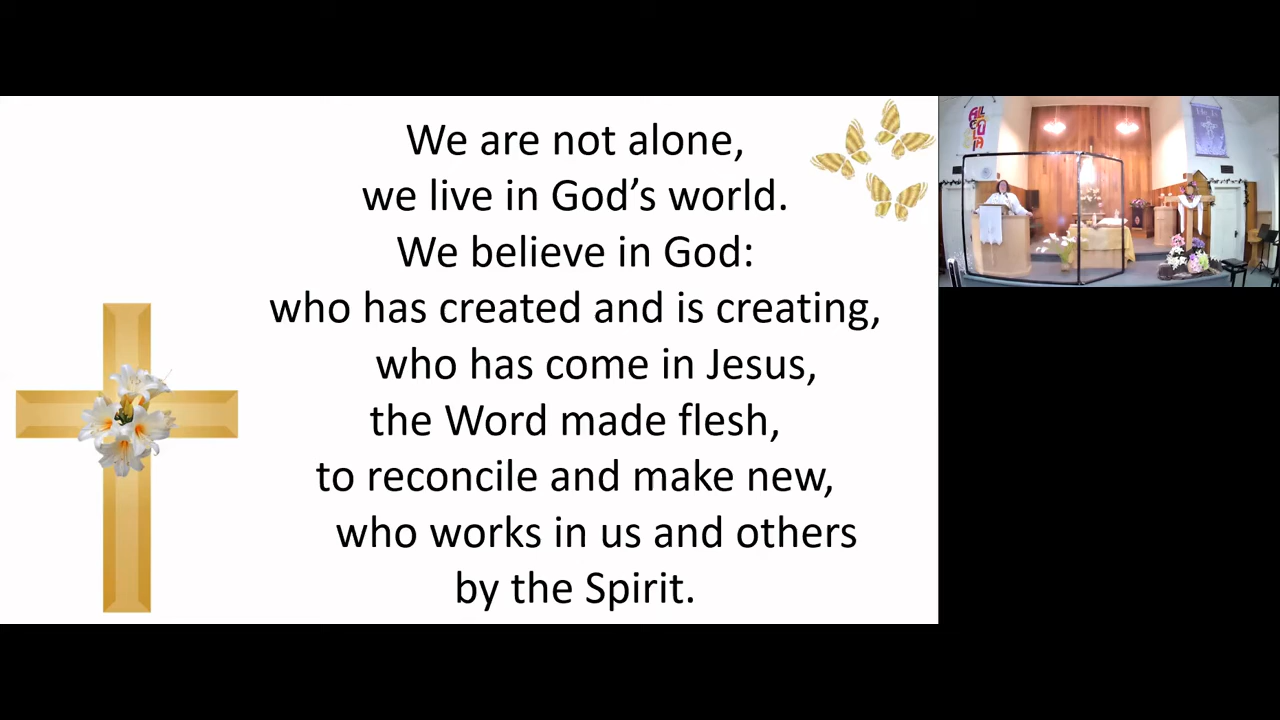 We are not alone,
we live in God’s world.
We believe in God:
who has created and is creating,
who has come in Jesus,
the Word made flesh,
to reconcile and make new,
who works in us and others
by the Spirit.